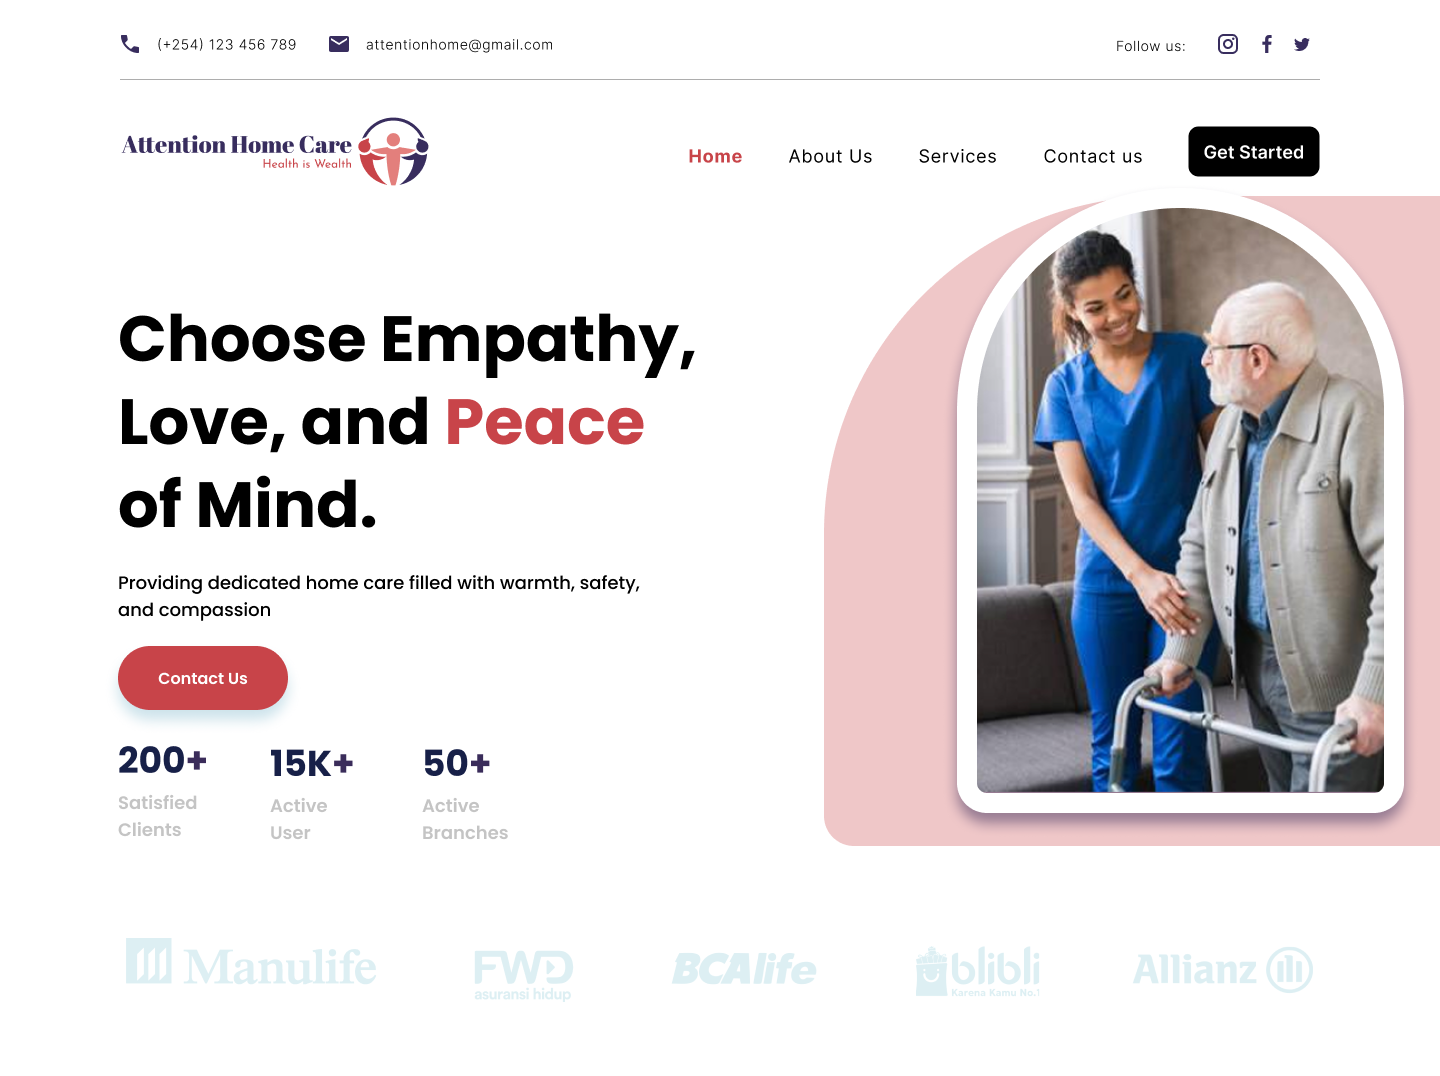 (+254) 123 456 789
attentionhome@gmail.com
Follow us:
Attention Home Care
Health is Wealth
Home
About Us
Services
Contact us
Get Started
Choose Empathy,
Love, and Peace
of Mind.
Providing dedicated home care filled with warmth, safety,
and compassion
Contact Us
200+
Satisfied
Clients
15K+
Active
User
50+
Active
Branches
Manulife
FWD
asuransi hidup
BCAlife
blibli
Karena Kamu No.1
Allianz